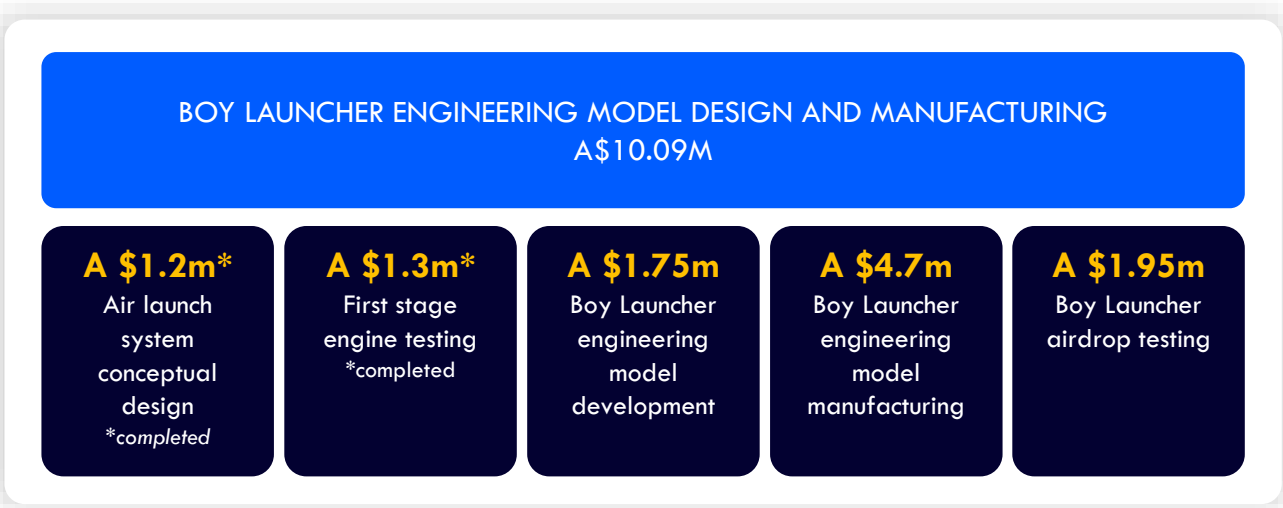 BOY LAUNCHER ENGINEERING MODEL DESIGN AND MANUFACTURING
A$10.09M
A $1.2m*
Air launch
system
conceptual
design
*completed
A $1.3m*
First stage
engine testing
*completed
A $1.75m
Boy Launcher
engineering
model
development
A $4.7m
Boy Launcher
engineering
model
manufacturing
A $1.95m
Boy Launcher
airdrop testing